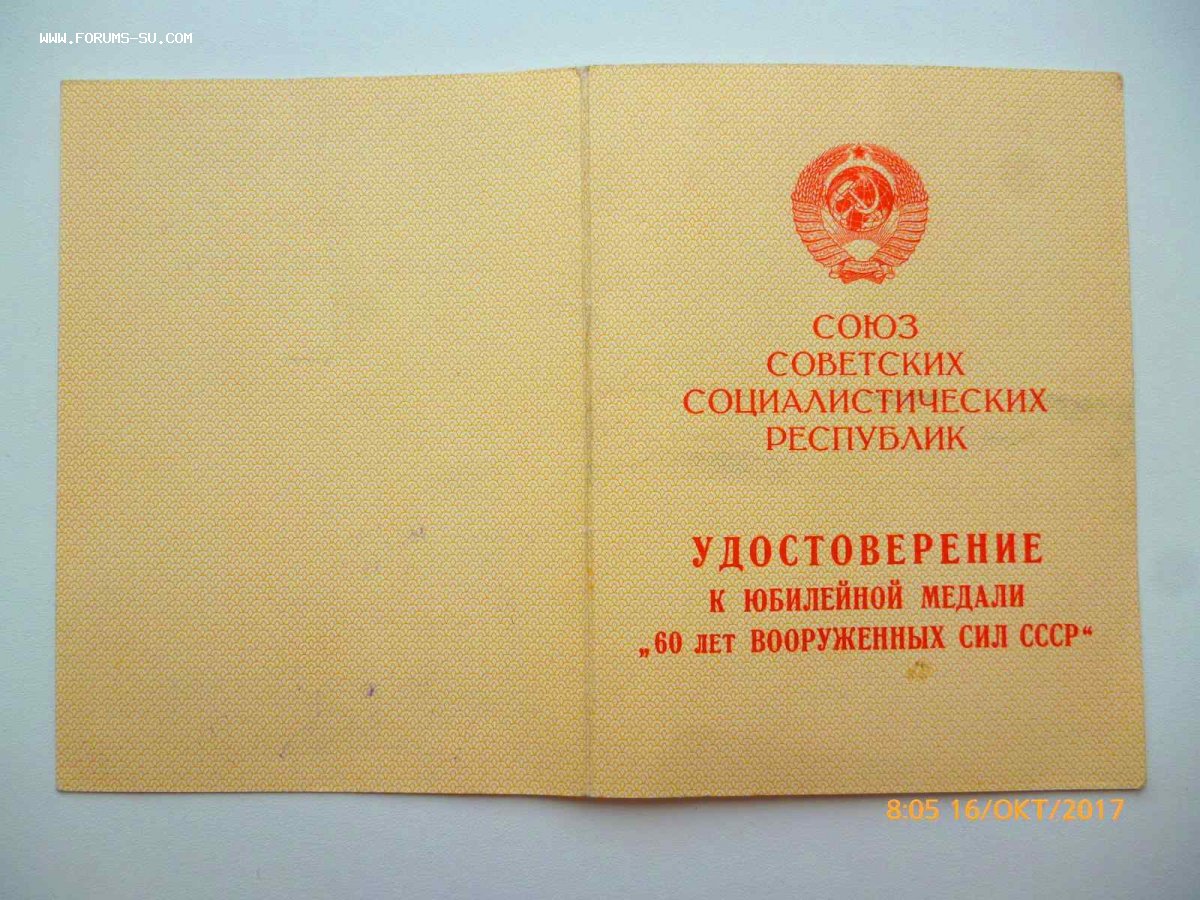 WWW.FORUMS-SU.COM
СОЮЗ
СОВЕТСКИХ
СОЦИАЛИСТИЧЕСКИХ
РЕСПУБЛИК
УДОСТОВЕРЕНИЕ
К ЮБИЛЕЙНОЙ МЕДАЛИ
„60 ЛЕТ ВООРУЖЕННЫХ СИЛ СССР“
8:05 16/ОКТ/2017